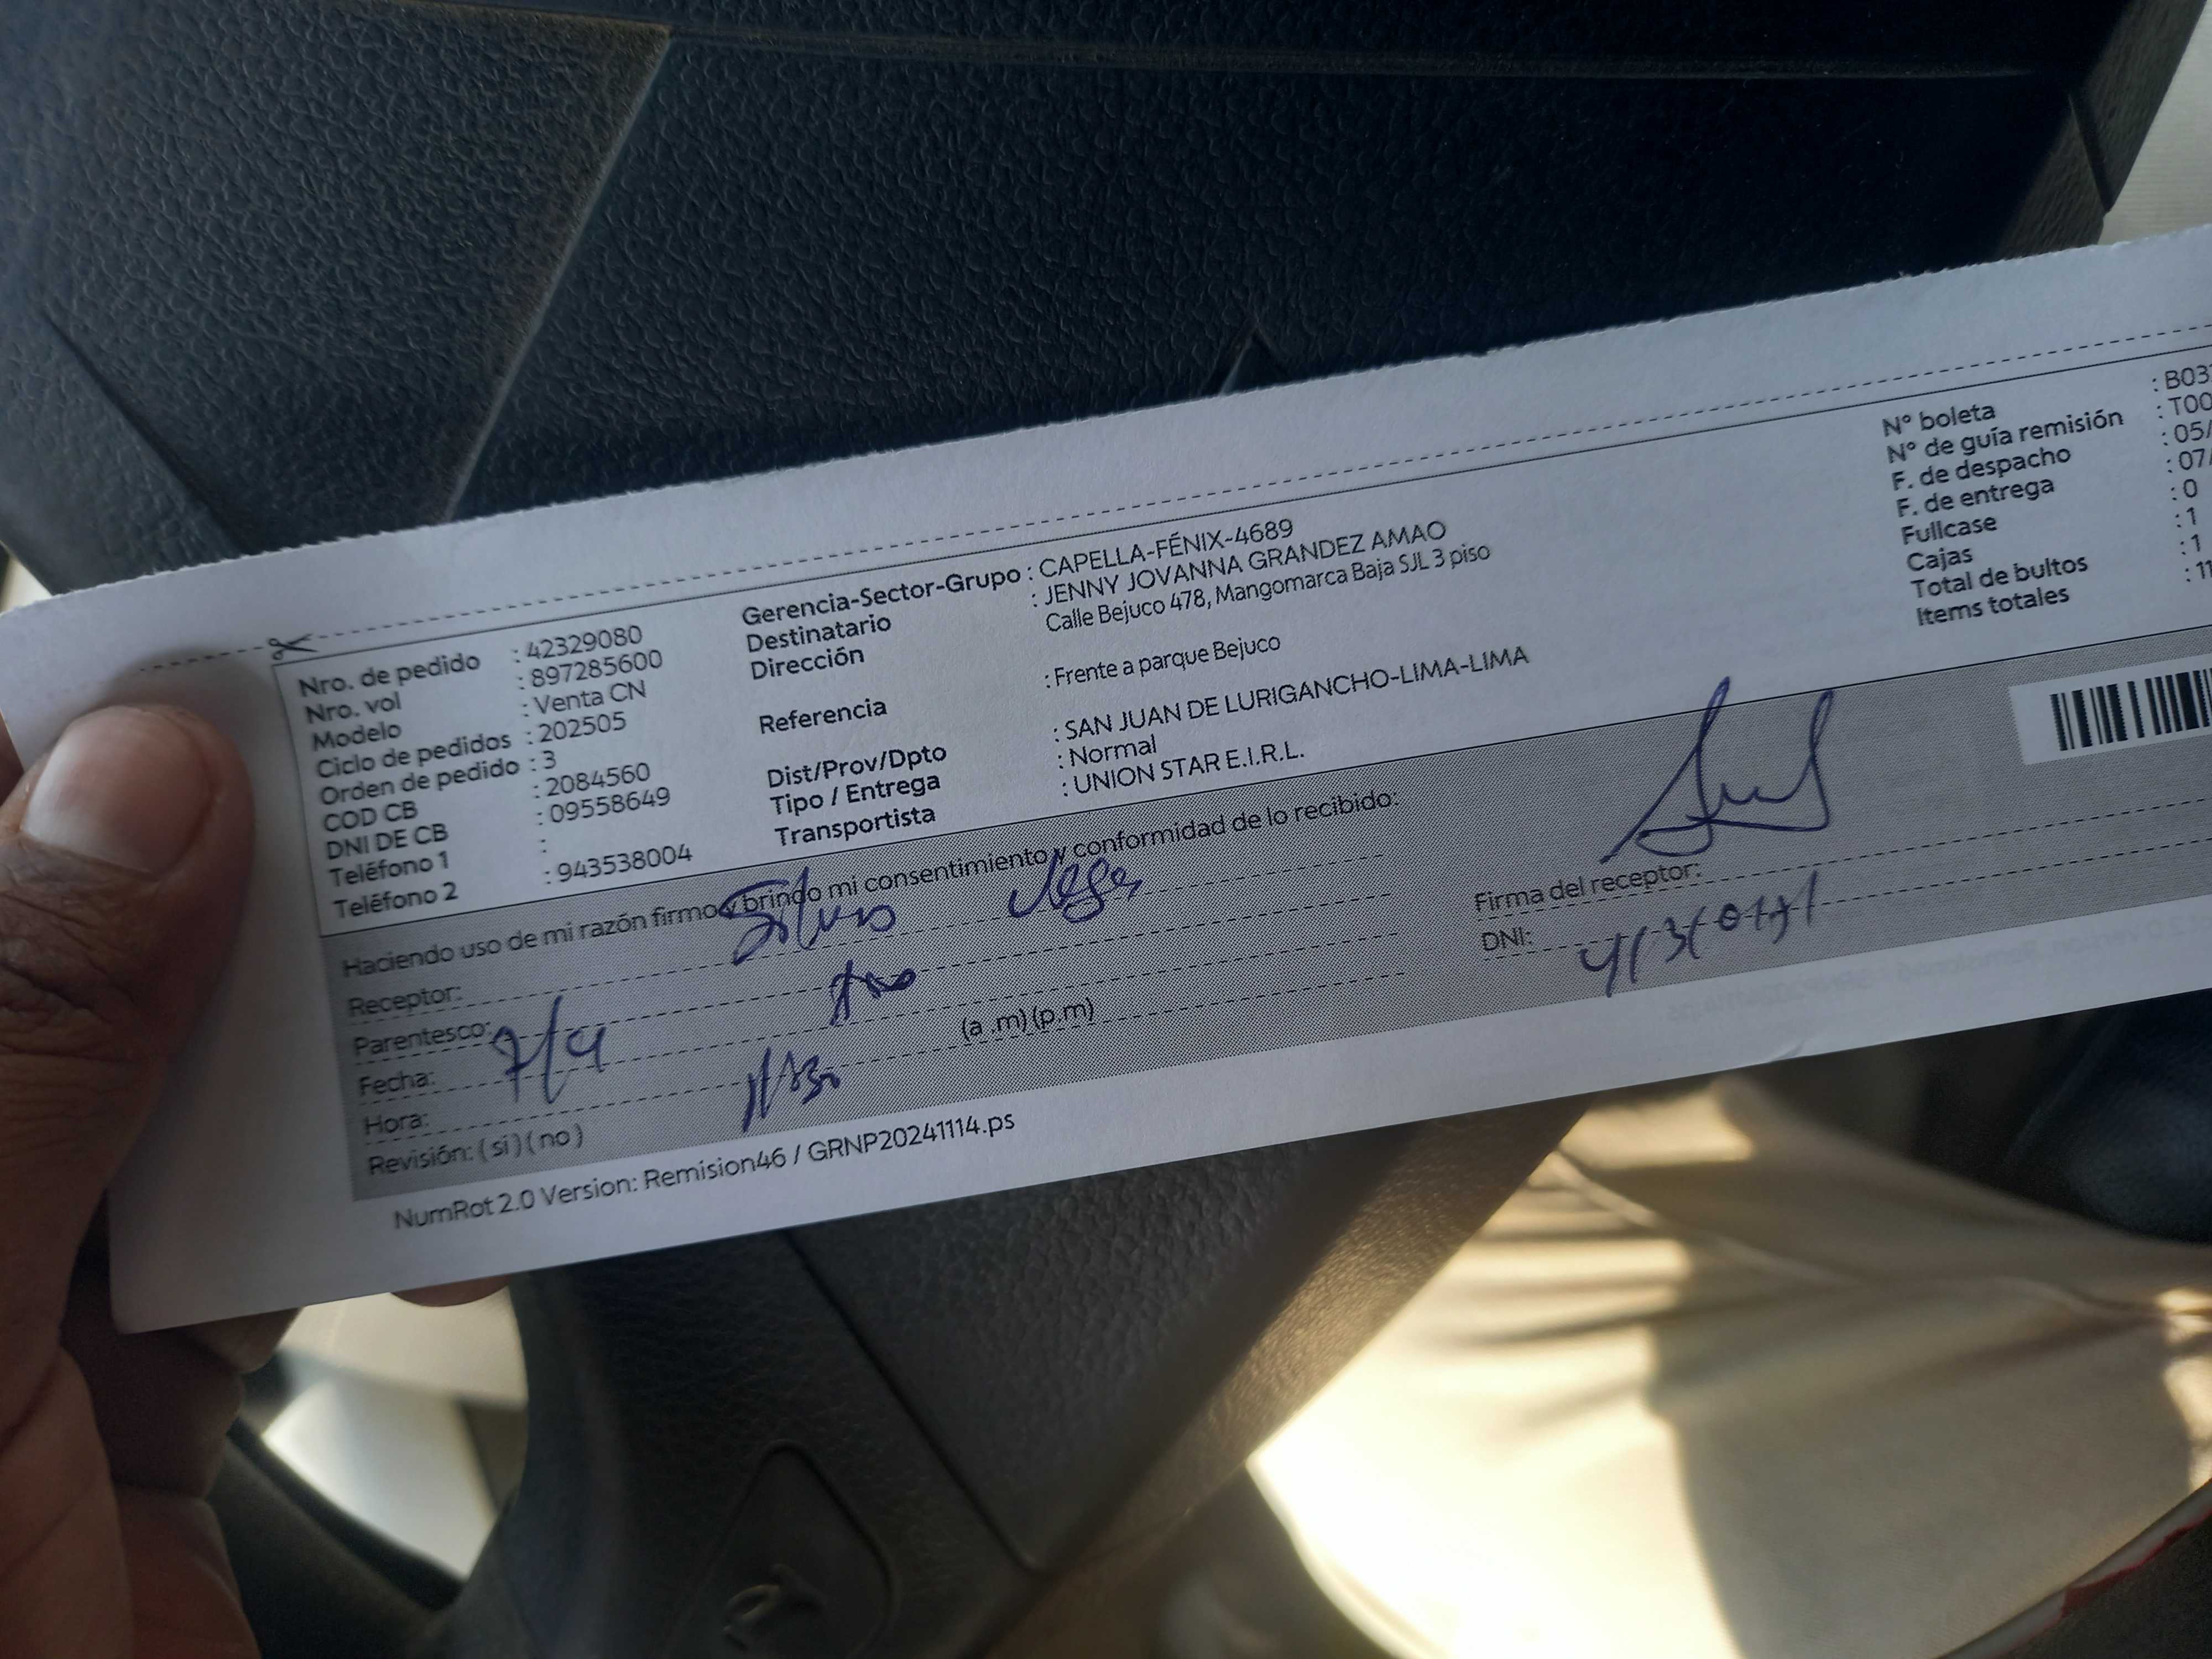 Nro. de pedido : 42329080
Nro. vol : 897285600
Modelo : Venta CN
Ciclo de pedidos : 202505
Orden de pedido : 3
COD CB : 2084560
DNI DE CB : 09558649
Teléfono 1 :
Teléfono 2 : 943538004
Gerencia-Sector-Grupo : CAPELLA-FÉNIX-4689
Destinatario : JENNY JOVANNA GRANDEZ AMAO
Dirección Calle Bejuco 478, Mangomarca Baja SJL 3 piso
Referencia : Frente a parque Bejuco
Dist/Prov/Dpto : SAN JUAN DE LURIGANCHO-LIMA-LIMA
Tipo / Entrega : Normal
Transportista : UNION STAR E.I.R.L.
N° boleta : B03
N° de guía remisión : T00
F. de despacho : 05/
F. de entrega : 07/
Fullcase : 0
Cajas : 1
Total de bultos : 1
Items totales : 11
Haciendo uso de mi razón firmo y brindo mi consentimiento y conformidad de lo recibido:
Receptor:
Parentesco:
Fecha: 7/4
Hora: (a .m) (p.m)
Revisión: ( si ) ( no )
Firma del receptor:
DNI:
NumRot 2.0 Version: Remision46 / GRNP20241114.ps